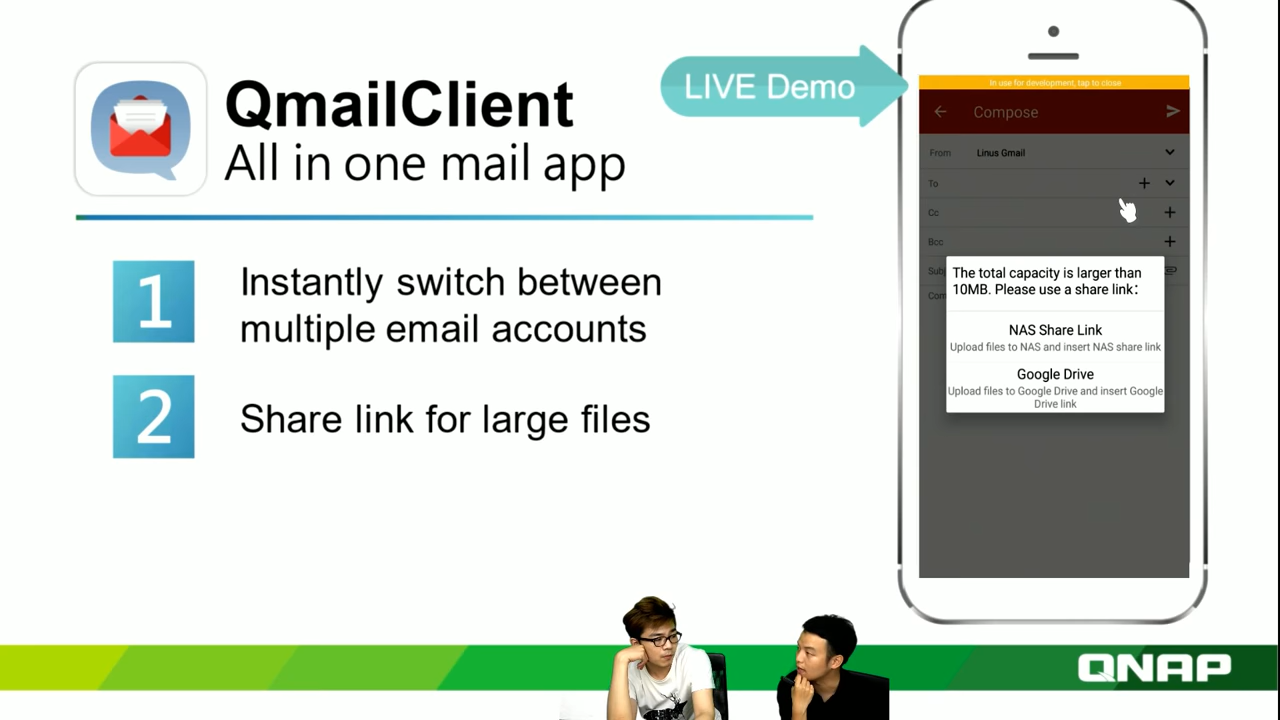 QmailClient
All in one mail app
LIVE Demo
1
Instantly switch between
multiple email accounts
2
Share link for large files
In use for development, tap to close
Compose
From Linus Gmail
To
Cc
Bcc
Subj
Com
The total capacity is larger than
10MB. Please use a share link:
NAS Share Link
Upload files to NAS and insert NAS share link
Google Drive
Upload files to Google Drive and insert Google
Drive link
QNAP